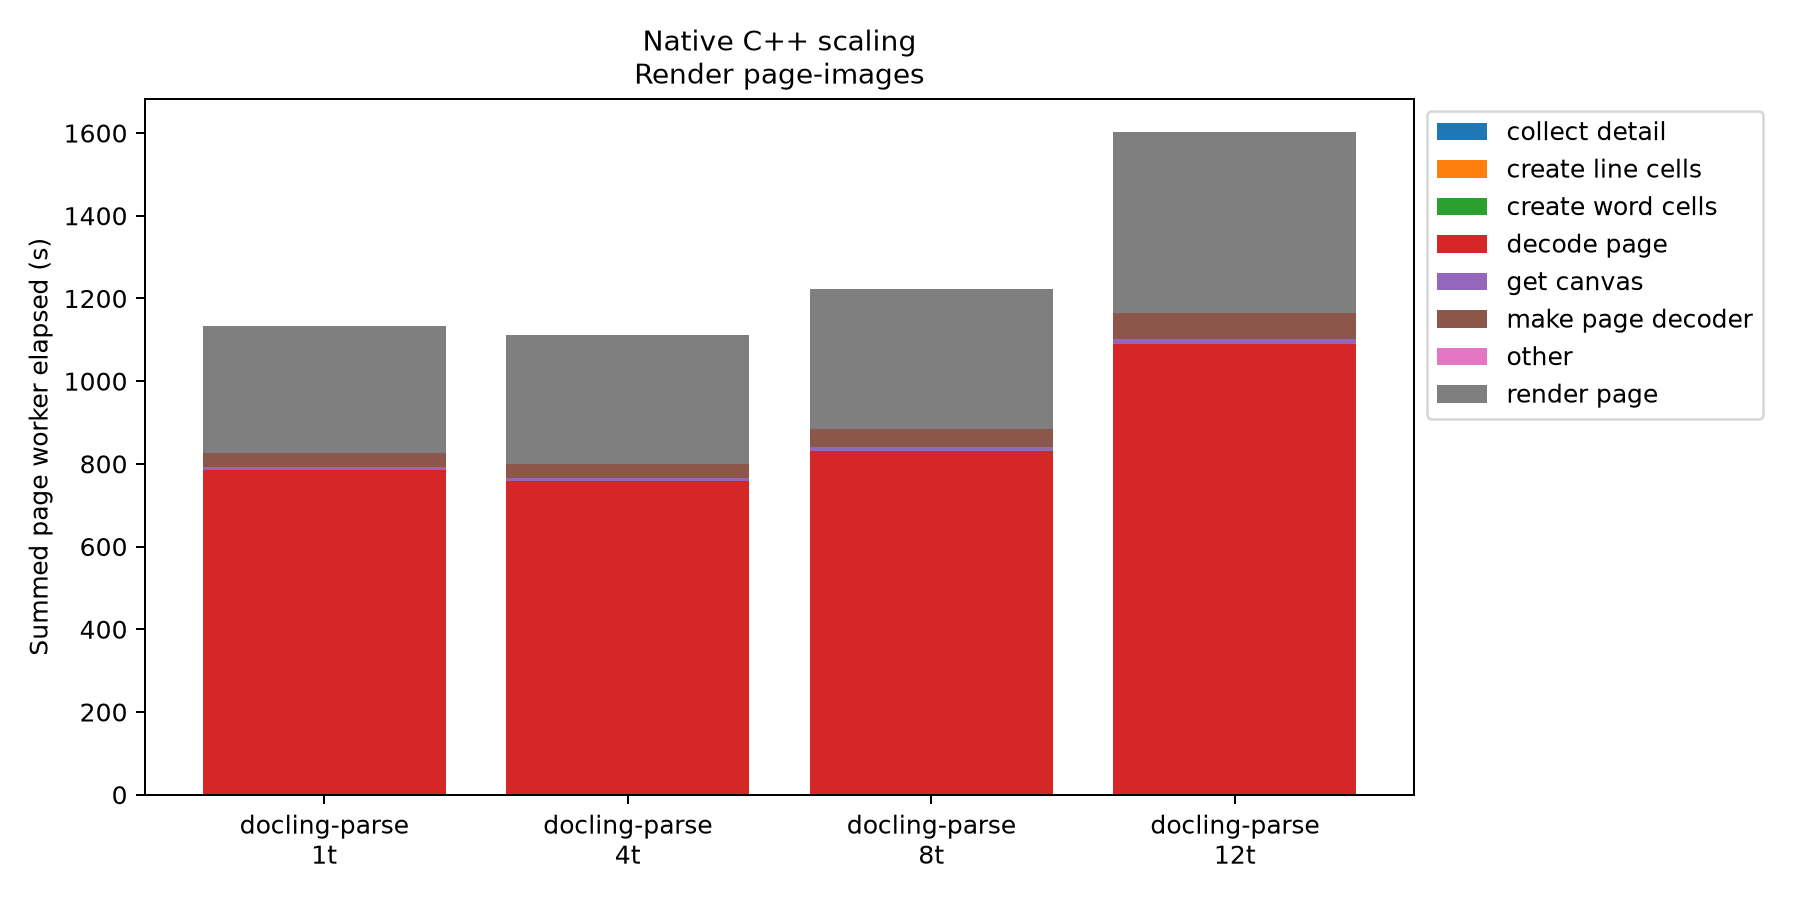 Native C++ scaling
Render page-images
Summed page worker elapsed (s)
1600
1400
1200
1000
800
600
400
200
0
docling-parse
1t
docling-parse
4t
docling-parse
8t
docling-parse
12t
collect detail
create line cells
create word cells
decode page
get canvas
make page decoder
other
render page